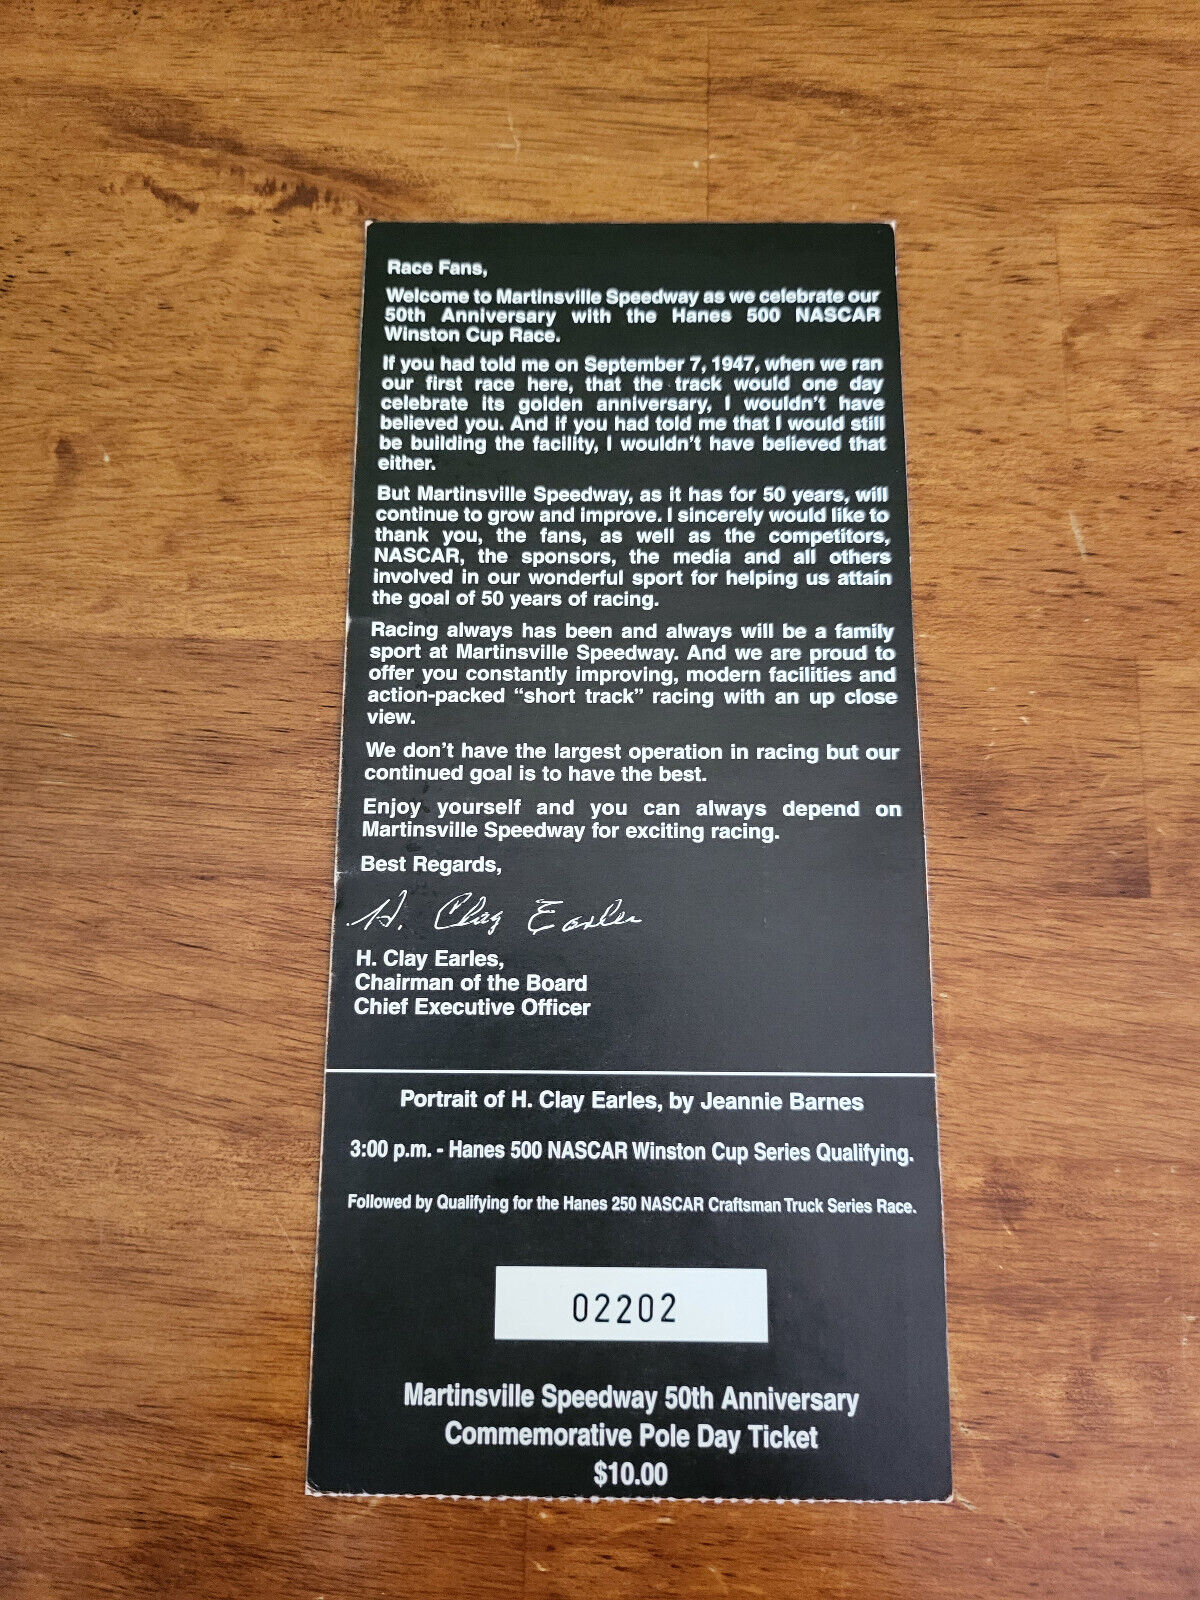 Race Fans,
Welcome to Martinsville Speedway as we celebrate our
50th Anniversary with the Hanes 500 NASCAR
Winston Cup Race.
If you had told me on September 7, 1947, when we ran
our first race here, that the track would one day
celebrate its golden anniversary, I wouldn't have
believed you. And if you had told me that I would still
be building the facility, I wouldn't have believed that
either.
But Martinsville Speedway, as it has for 50 years, will
continue to grow and improve. I sincerely would like to
thank you, the fans, as well as the competitors,
NASCAR, the sponsors, the media and all others
involved in our wonderful sport for helping us attain
the goal of 50 years of racing.
Racing always has been and always will be a family
sport at Martinsville Speedway. And we are proud to
offer you constantly improving, modern facilities and
action-packed “short track” racing with an up close
view.
We don't have the largest operation in racing but our
continued goal is to have the best.
Enjoy yourself and you can always depend on
Martinsville Speedway for exciting racing.
Best Regards,
H. Clay Earles
H. Clay Earles,
Chairman of the Board
Chief Executive Officer
Portrait of H. Clay Earles, by Jeannie Barnes
3:00 p.m. - Hanes 500 NASCAR Winston Cup Series Qualifying.
Followed by Qualifying for the Hanes 250 NASCAR Craftsman Truck Series Race.
02202
Martinsville Speedway 50th Anniversary
Commemorative Pole Day Ticket
$10.00